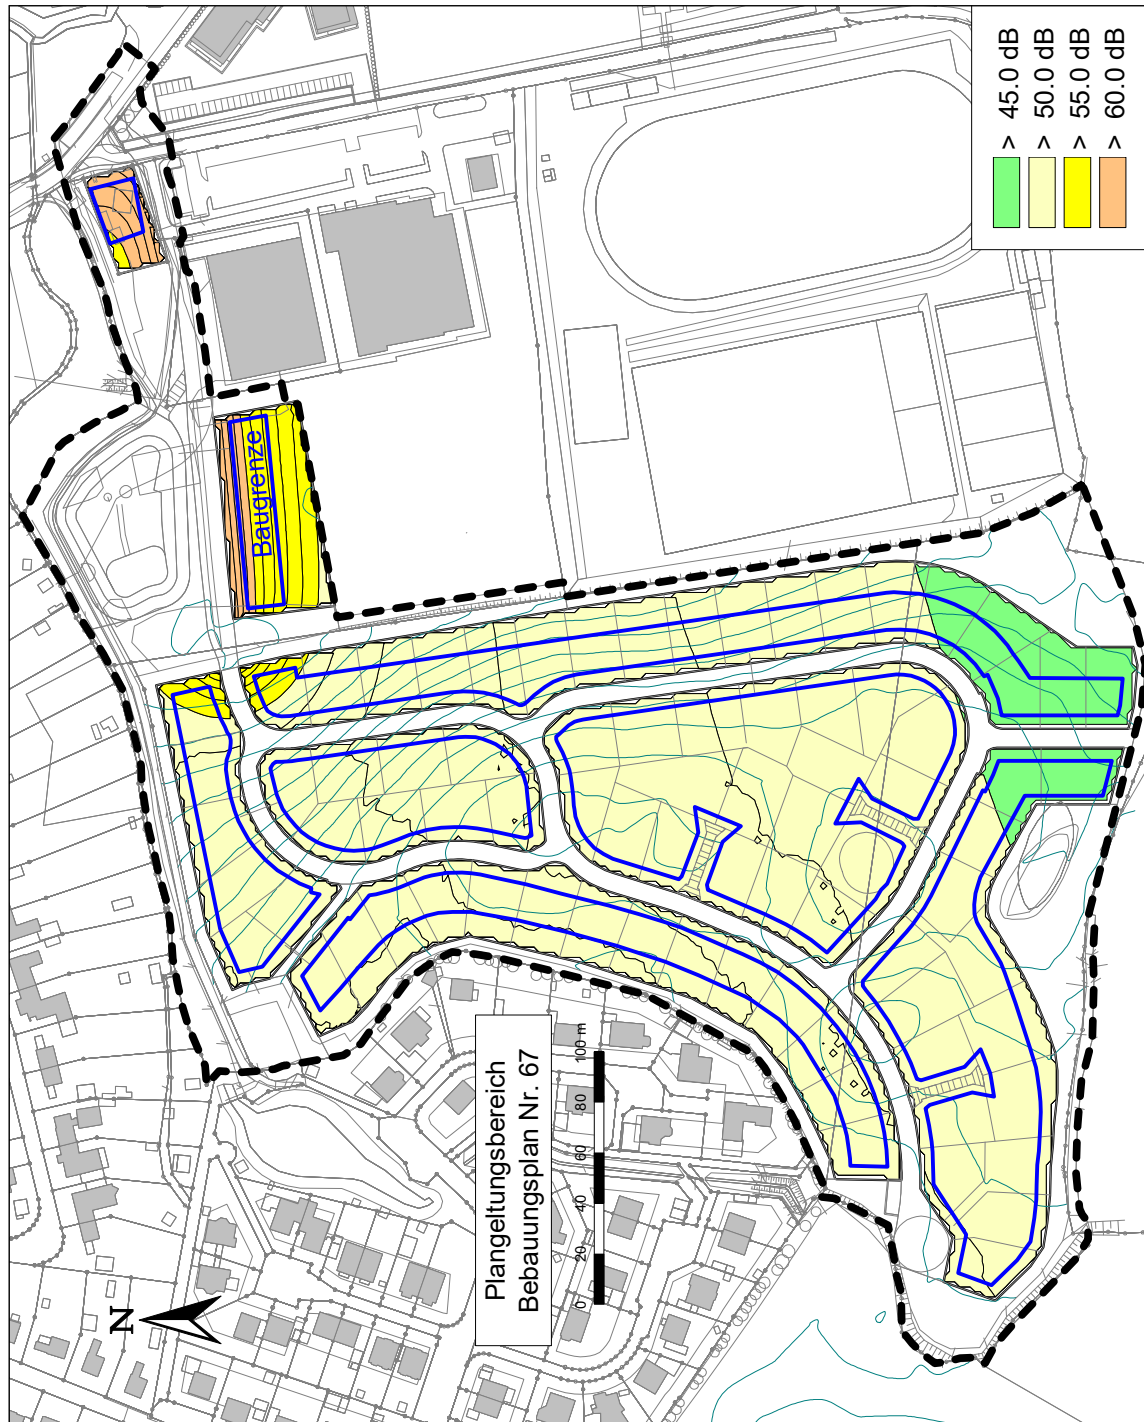 Baugrenze
> 45.0 dB
> 50.0 dB
> 55.0 dB
> 60.0 dB
N
Plangeltungsbereich
Bebauungsplan Nr. 67
0 20 40 60 80 100 m